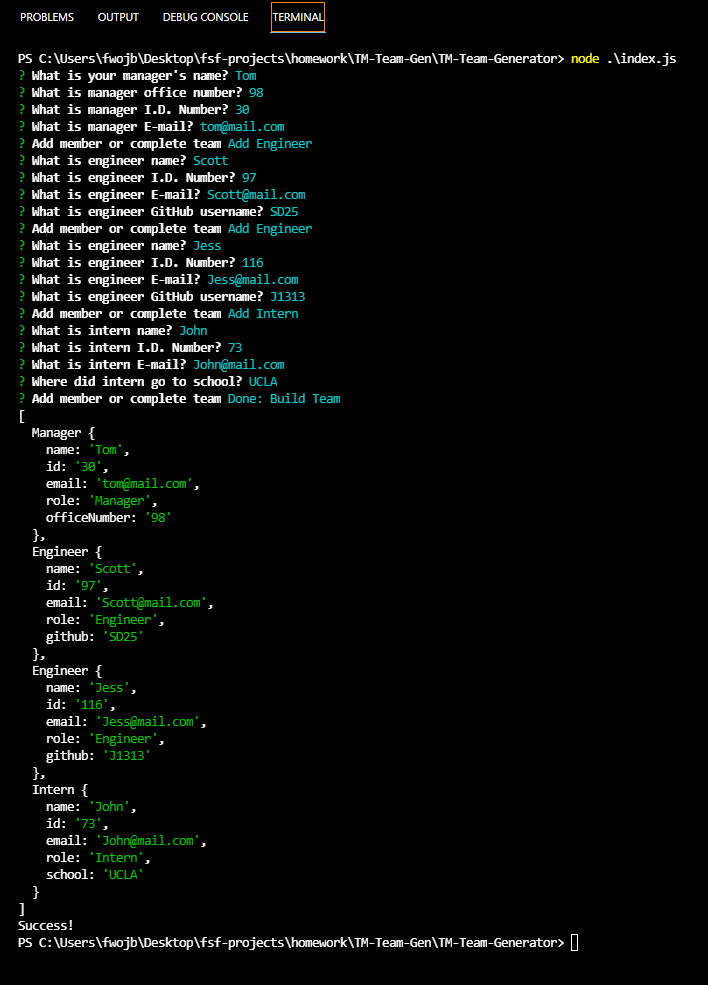 PROBLEMS OUTPUT DEBUG CONSOLE TERMINAL
PS C:\Users\fwojb\Desktop\fsf-projects\homework\TM-Team-Gen\TM-Team-Generator> node .\index.js
? What is your manager's name? Tom
? What is manager office number? 98
? What is manager I.D. Number? 30
? What is manager E-mail? tom@mail.com
? Add member or complete team Add Engineer
? What is engineer name? Scott
? What is engineer I.D. Number? 97
? What is engineer E-mail? Scott@mail.com
? What is engineer GitHub username? SD25
? Add member or complete team Add Engineer
? What is engineer name? Jess
? What is engineer I.D. Number? 116
? What is engineer E-mail? Jess@mail.com
? What is engineer GitHub username? J1313
? Add member or complete team Add Intern
? What is intern name? John
? What is intern I.D. Number? 73
? What is intern E-mail? John@mail.com
? Where did intern go to school? UCLA
? Add member or complete team Done: Build Team
[
  Manager {
    name: 'Tom',
    id: '30',
    email: 'tom@mail.com',
    role: 'Manager',
    officeNumber: '98'
  },
  Engineer {
    name: 'Scott',
    id: '97',
    email: 'Scott@mail.com',
    role: 'Engineer',
    github: 'SD25'
  },
  Engineer {
    name: 'Jess',
    id: '116',
    email: 'Jess@mail.com',
    role: 'Engineer',
    github: 'J1313'
  },
  Intern {
    name: 'John',
    id: '73',
    email: 'John@mail.com',
    role: 'Intern',
    school: 'UCLA'
  }
]
Success!
PS C:\Users\fwojb\Desktop\fsf-projects\homework\TM-Team-Gen\TM-Team-Generator>